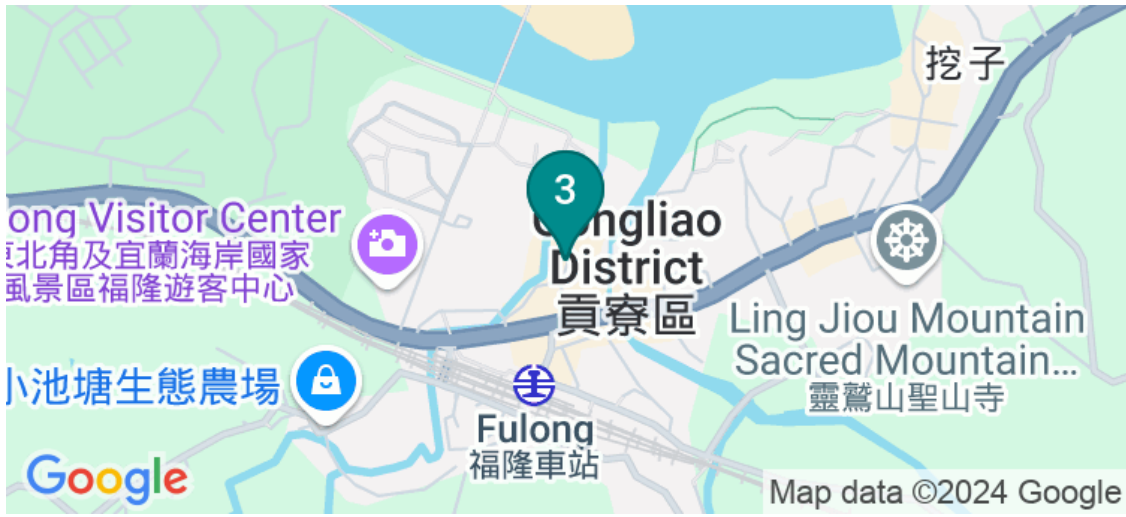 挖子
3
Gongliao
District
貢寮區
ong Visitor Center
東北角及宜蘭海岸國家
風景區福隆遊客中心
Ling Jiou Mountain
Sacred Mountain...
靈鷲山聖山寺
小池塘生態農場
Fulong
福隆車站
Google
Map data ©2024 Google